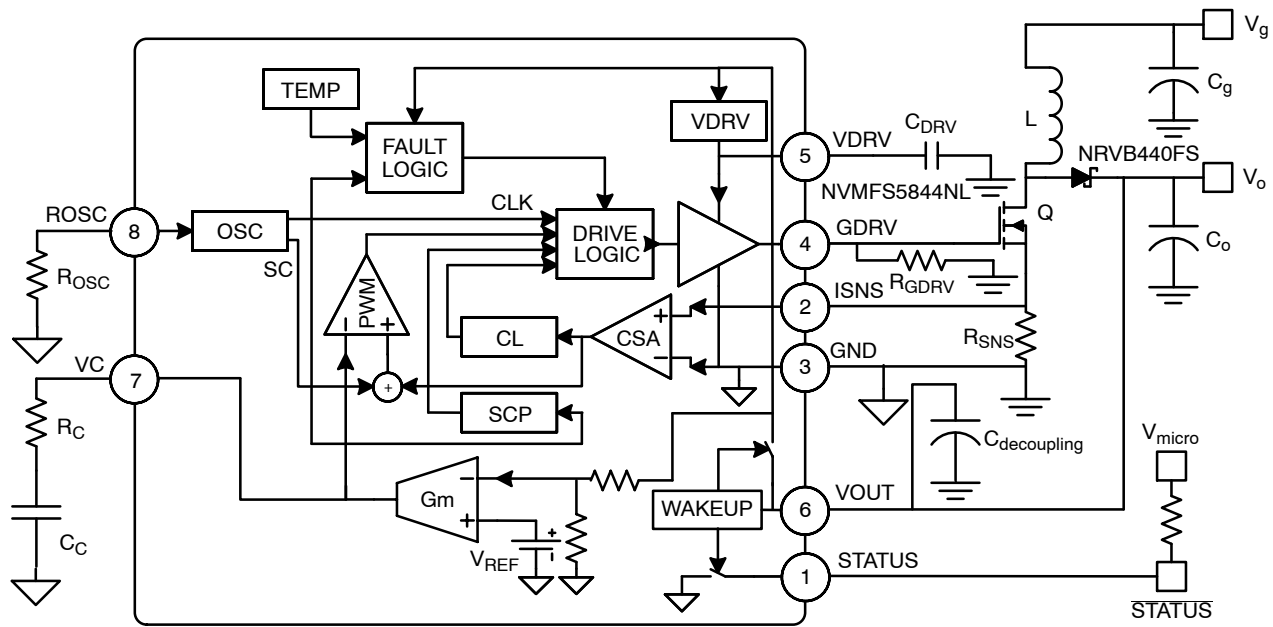 Vg
TEMP
L
Cg
VDRV
CDRV
5
VDRV
FAULT
LOGIC
NRVB440FS
Vo
NVMFS5844NL
ROSC
8
OSC
CLK
DRIVE
LOGIC
4
GDRV
Q
Co
SC
ROSC
RGDRV
PWM
− +
2
ISNS
CL
+
CSA
−
RSNS
VC
7
+
3
GND
SCP
RC
Cdecoupling
Vmicro
−
Gm
+
WAKEUP
6
VOUT
CC
VREF
+
-
1
STATUS
STATUS